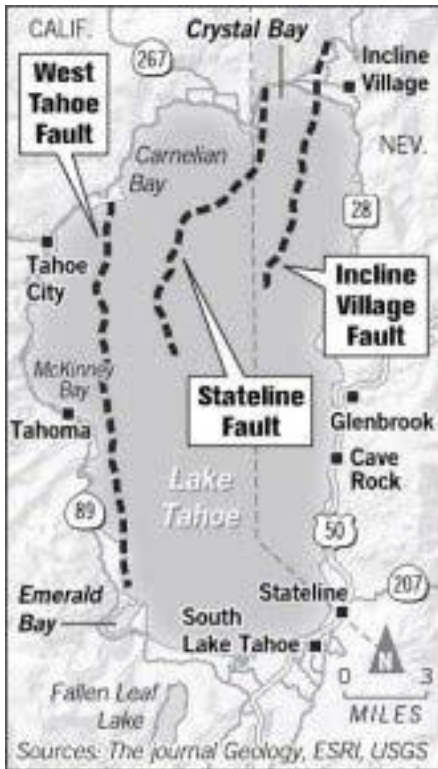 CALIF.
Crystal Bay
267
Incline
Village
West
Tahoe
Fault
NEV.
Carnelian
Bay
28
Tahoe
City
Incline
Village
Fault
McKinney
Bay
Stateline
Fault
Glenbrook
Tahoma
Cave
Rock
Lake
Tahoe
89
50
207
Emerald
Bay
Stateline
South
Lake Tahoe
N
0 3
MILES
Fallen Leaf
Lake
Sources: The journal Geology, ESRI, USGS